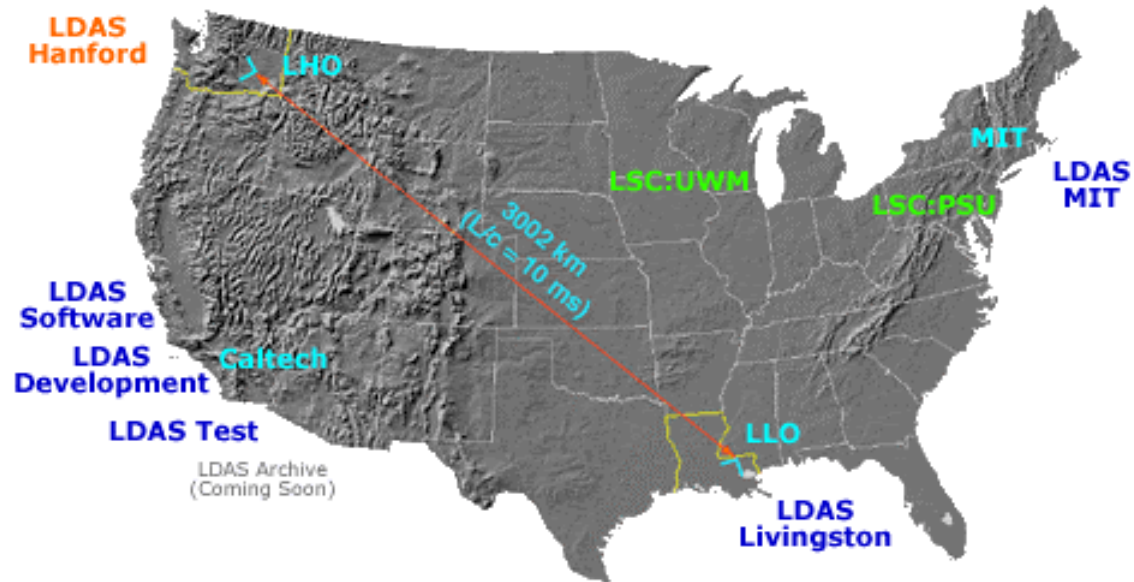 LDAS
Hanford
LHO
MIT
LDAS
MIT
LSC:UWM
LSC:PSU
3002 km
(L/c = 10 ms)
LDAS
Software
LDAS
Development
Caltech
LDAS Test
LLO
LDAS Archive
(Coming Soon)
LDAS
Livingston